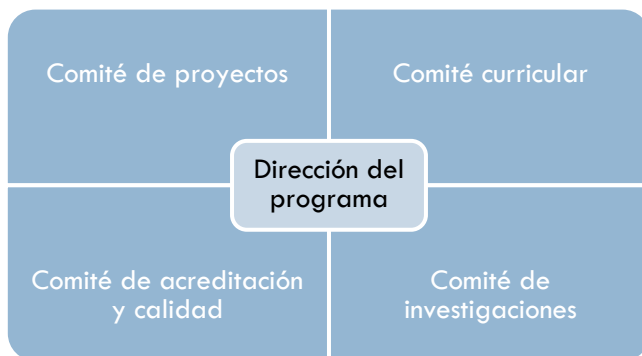 Comité de proyectos
Comité curricular
Dirección del
programa
Comité de acreditación
y calidad
Comité de
investigaciones